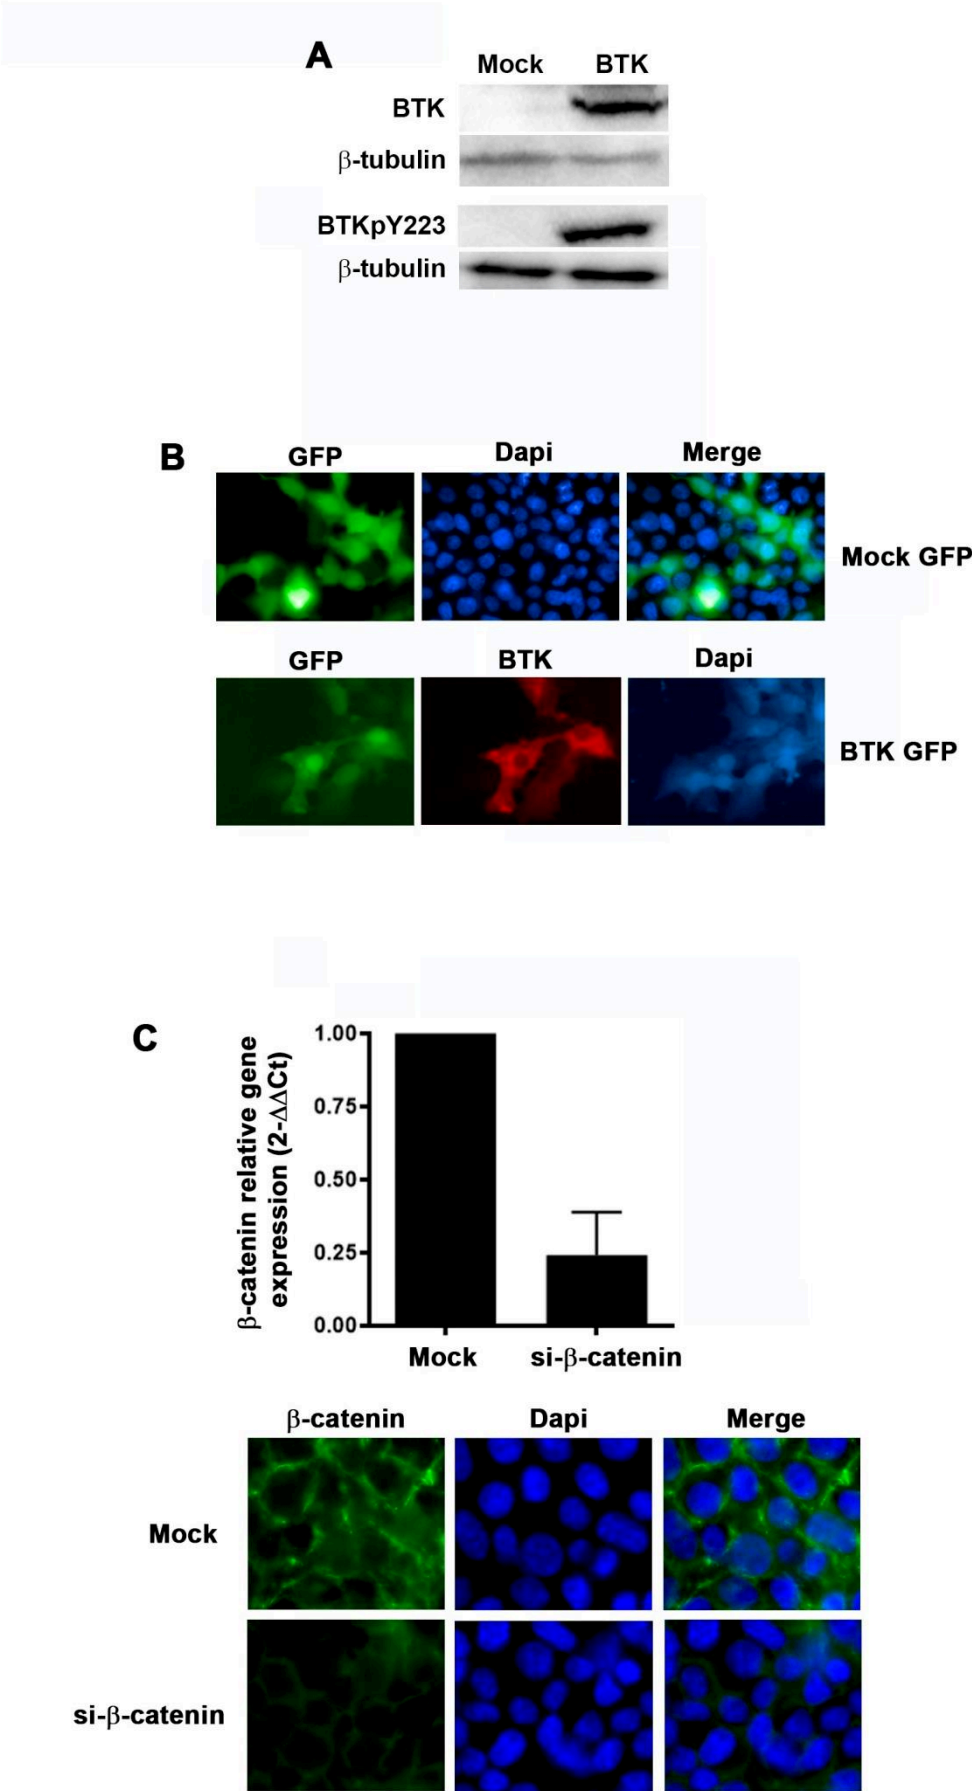 A
Mock BTK
BTK
β-tubulin
BTKpY223
β-tubulin
B
GFP Dapi Merge
Mock GFP
GFP BTK Dapi
BTK GFP
C
β-catenin relative gene
expression (2-ΔΔCt)
1.00
0.75
0.50
0.25
0.00
Mock si-β-catenin
β-catenin Dapi Merge
Mock
si-β-catenin